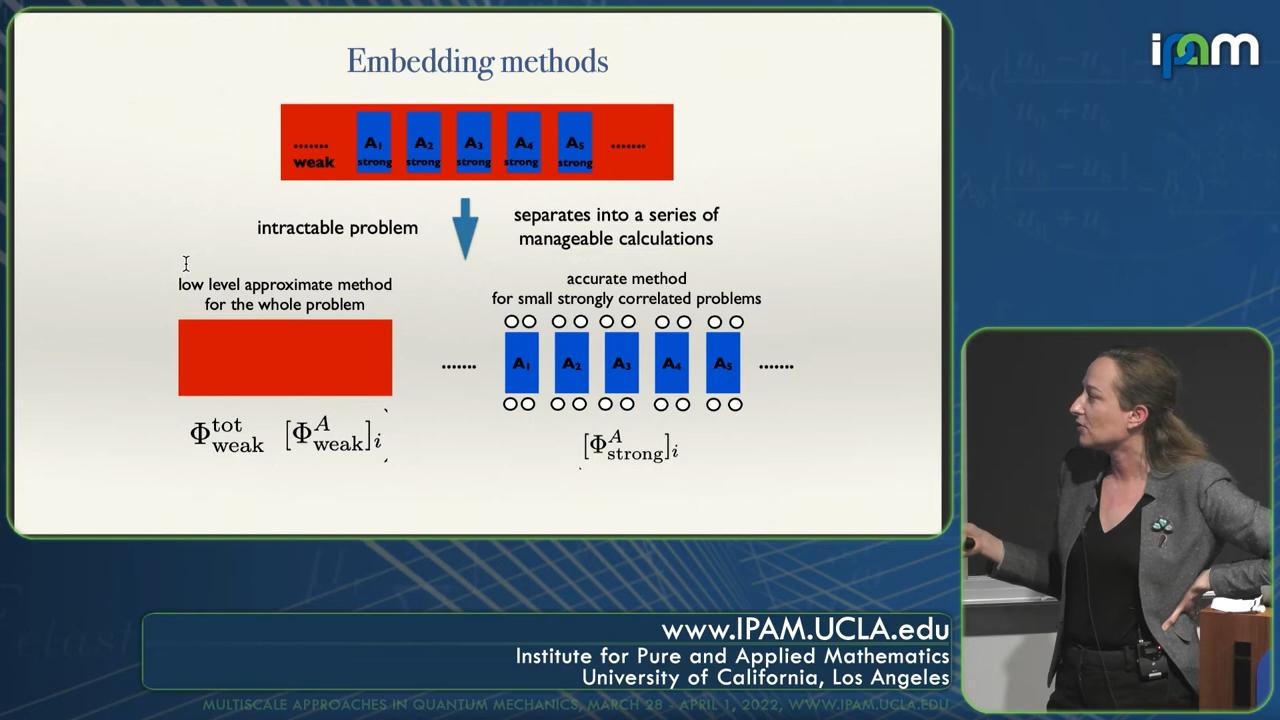 Embedding methods
ipam
....... A₁ A₂ A₃ A₄ A₅ .......
weak strong strong strong strong strong
intractable problem
separates into a series of
manageable calculations
low level approximate method
for the whole problem
accurate method
for small strongly correlated problems
....... A₁ A₂ A₃ A₄ A₅ .......
Φ^tot_weak [Φ^A_weak]_i
[Φ^A_strong]_i
www.IPAM.UCLA.edu
Institute for Pure and Applied Mathematics
University of California, Los Angeles
MULTISCALE APPROACHES IN QUANTUM MECHANICS, MARCH 28 - APRIL 1, 2022, WWW.IPAM.UCLA.EDU